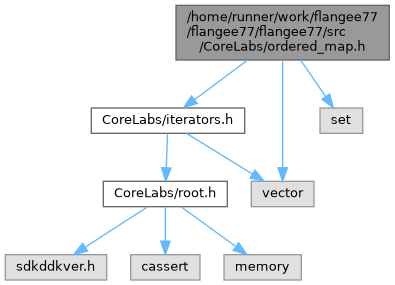 /home/runner/work/flangee77
/flangee77/flangee77/src
/CoreLabs/ordered_map.h
CoreLabs/iterators.h
set
CoreLabs/root.h
vector
sdkddkver.h
cassert
memory